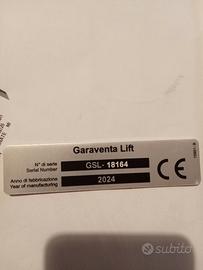 Garaventa Lift
N° di serie
Serial Number
GSL- 18164
Anno di fabbricazione
Year of manufacturing
2024
CE
subito